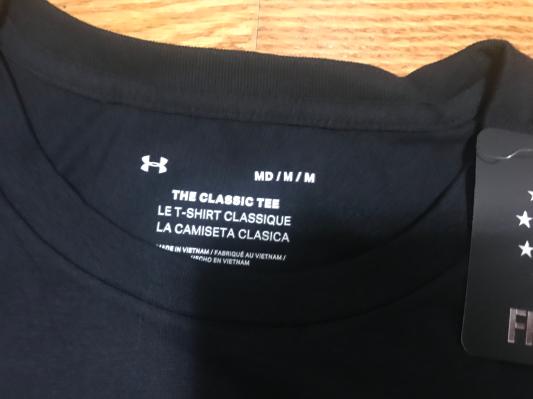 MD / M / M
THE CLASSIC TEE
LE T-SHIRT CLASSIQUE
LA CAMISETA CLASICA
MADE IN VIETNAM / FABRIQUÉ AU VIETNAM /
HECHO EN VIETNAM